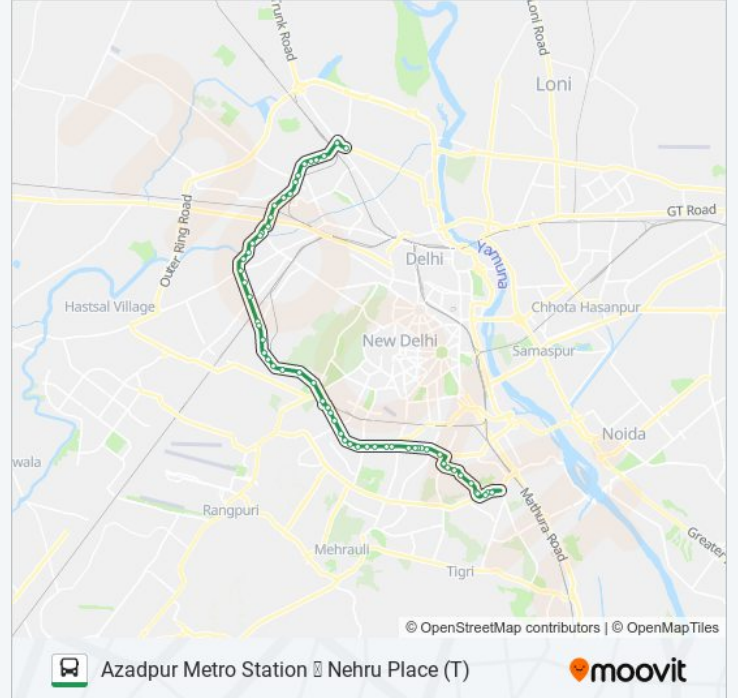 Trunk Road
Loni Road
Loni
Outer Ring Road
GT Road
Delhi
Yamuna
Hastsal Village
Chhota Hasanpur
New Delhi
Samaspur
Noida
wala
Rangpuri
Mathura Road
Mehrauli
Greater
Tigri
© OpenStreetMap contributors | © OpenMapTiles
Azadpur Metro Station Nehru Place (T)
moovit